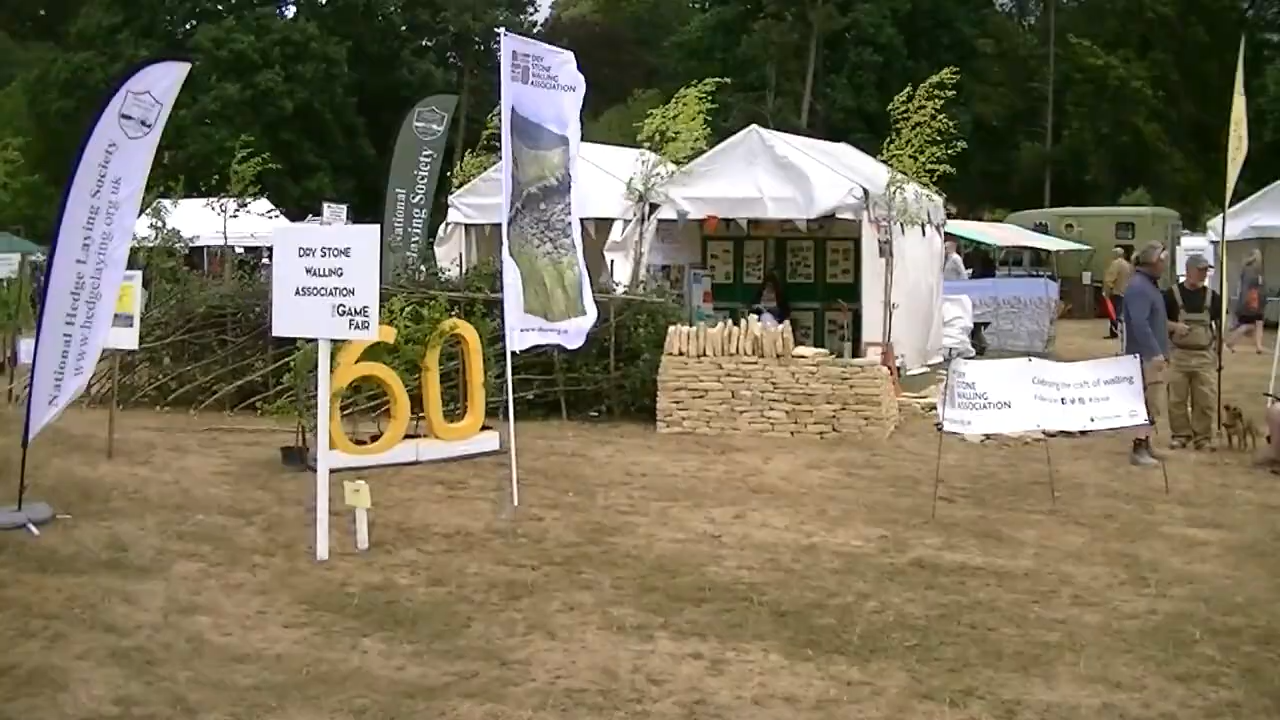 National Hedge Laying Society
www.hedgelaying.org.uk
DRY STONE
WALLING
ASSOCIATION
GAME
FAIR
60
National
Hedge Laying Society
DRY
STONE
WALLING
ASSOCIATION
DRY
STONE
WALLING
ASSOCIATION
Celebrating the craft of walling